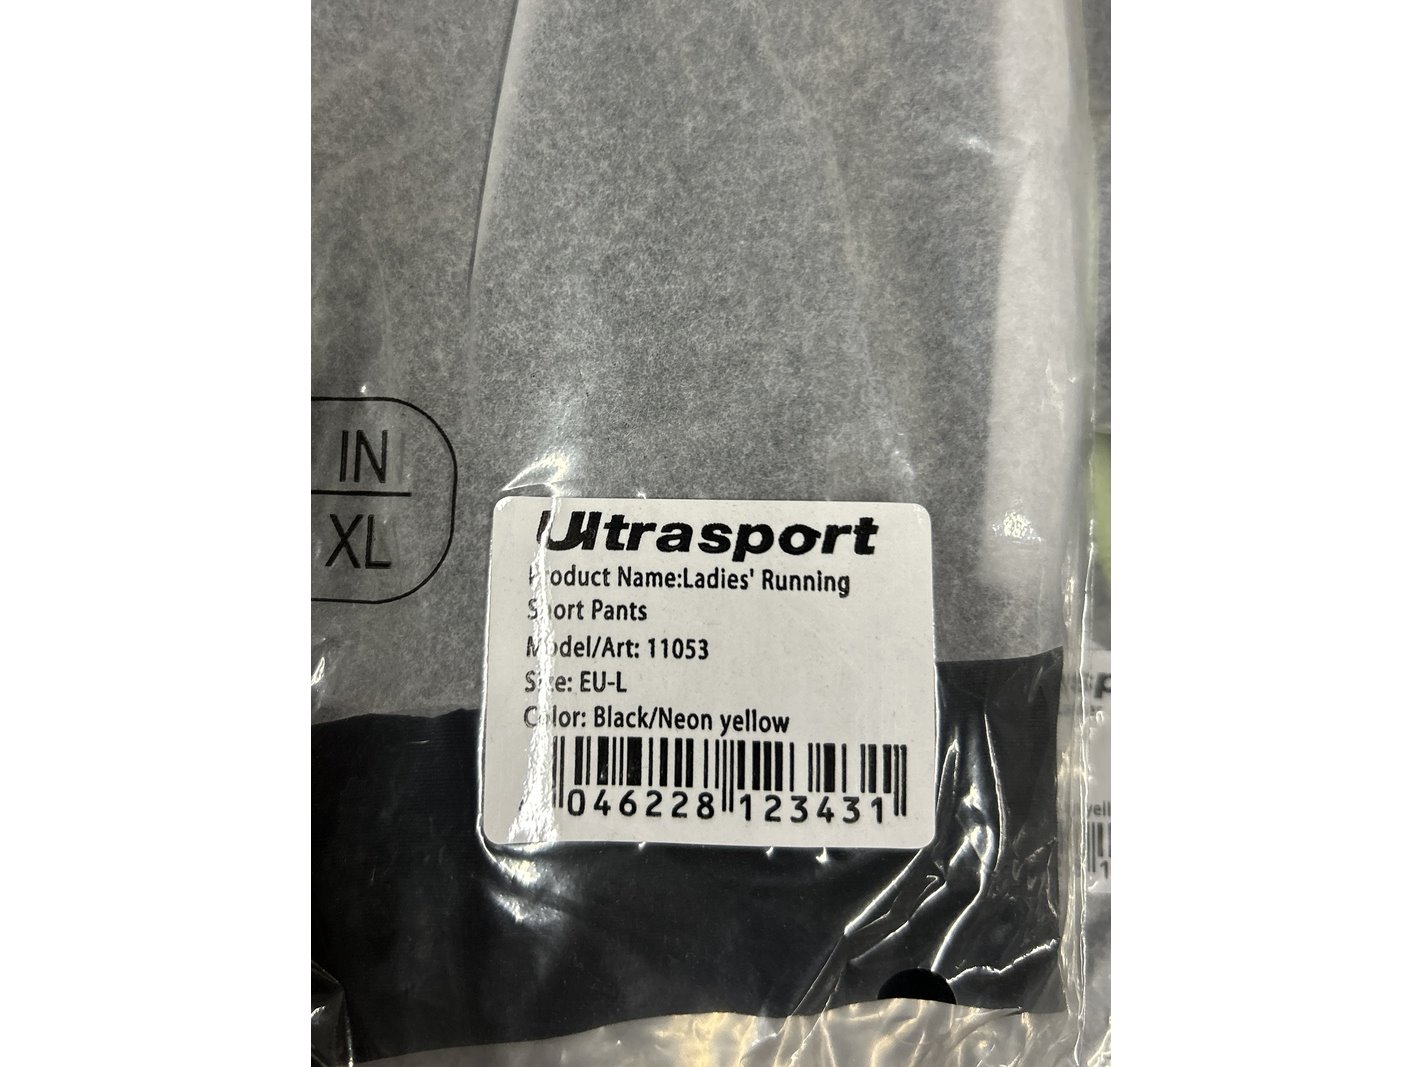 IN
XL
Ultrasport
Product Name:Ladies' Running
Short Pants
Model/Art: 11053
Size: EU-L
Color: Black/Neon yellow
046228 123431